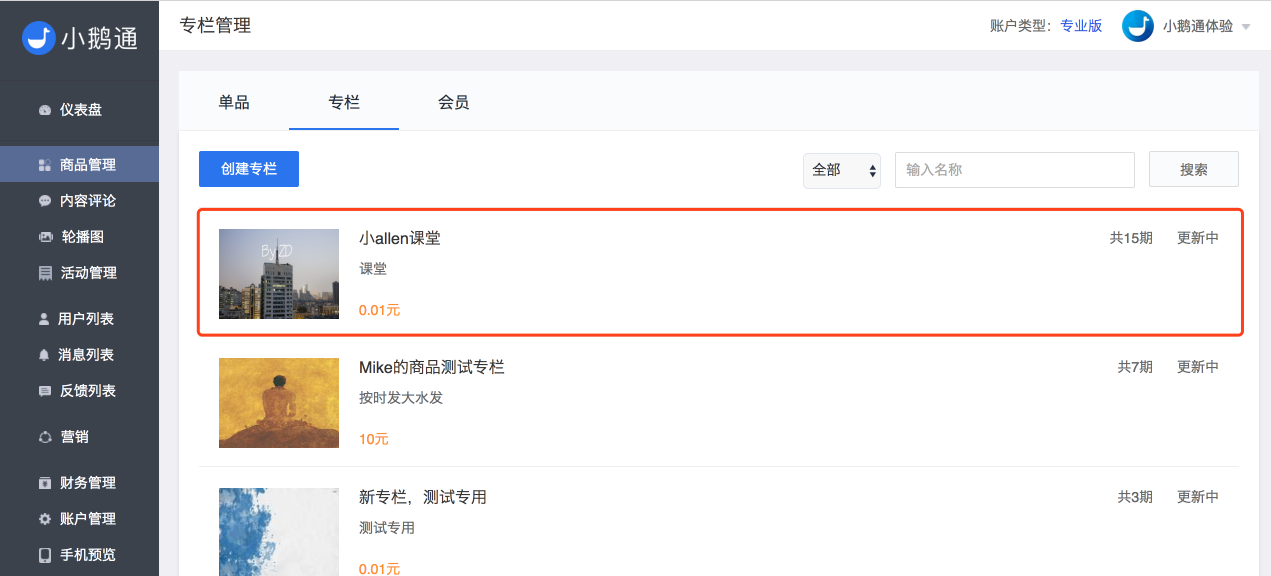 小鹅通
仪表盘
商品管理
内容评论
轮播图
活动管理
用户列表
消息列表
反馈列表
营销
财务管理
账户管理
手机预览
专栏管理
账户类型: 专业版
小鹅通体验
单品 专栏 会员
创建专栏
全部
输入名称
搜索
By ZD
小allen课堂
共15期 更新中
课堂
0.01元
Mike的商品测试专栏
共7期 更新中
按时发大水发
10元
新专栏，测试专用
共3期 更新中
测试专用
0.01元